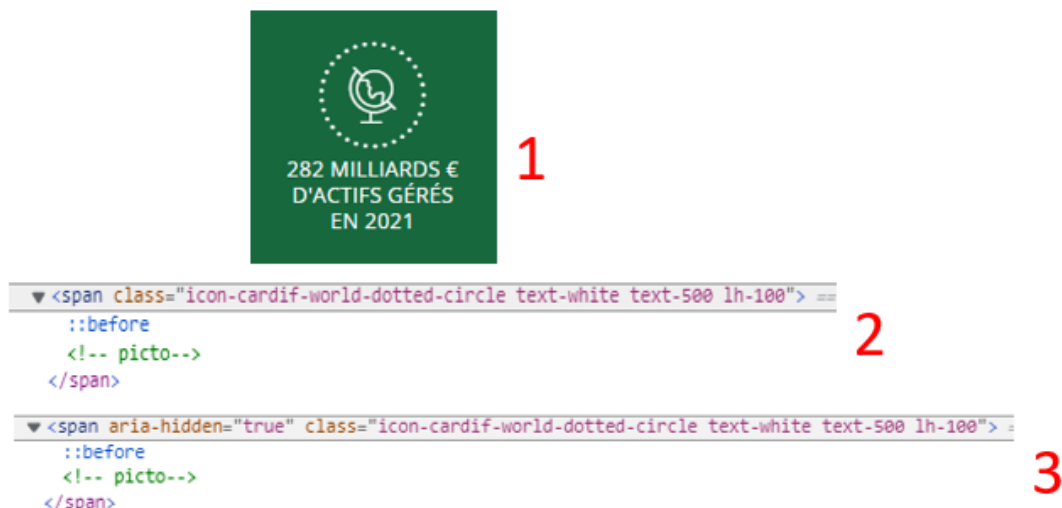 282 MILLIARDS €
D'ACTIFS GÉRÉS
EN 2021
1
▼ <span class="icon-cardif-world-dotted-circle text-white text-500 lh-100"> ==
::before
<!-- picto-->
</span>
2
▼ <span aria-hidden="true" class="icon-cardif-world-dotted-circle text-white text-500 lh-100"> =
::before
<!-- picto-->
</span>
3